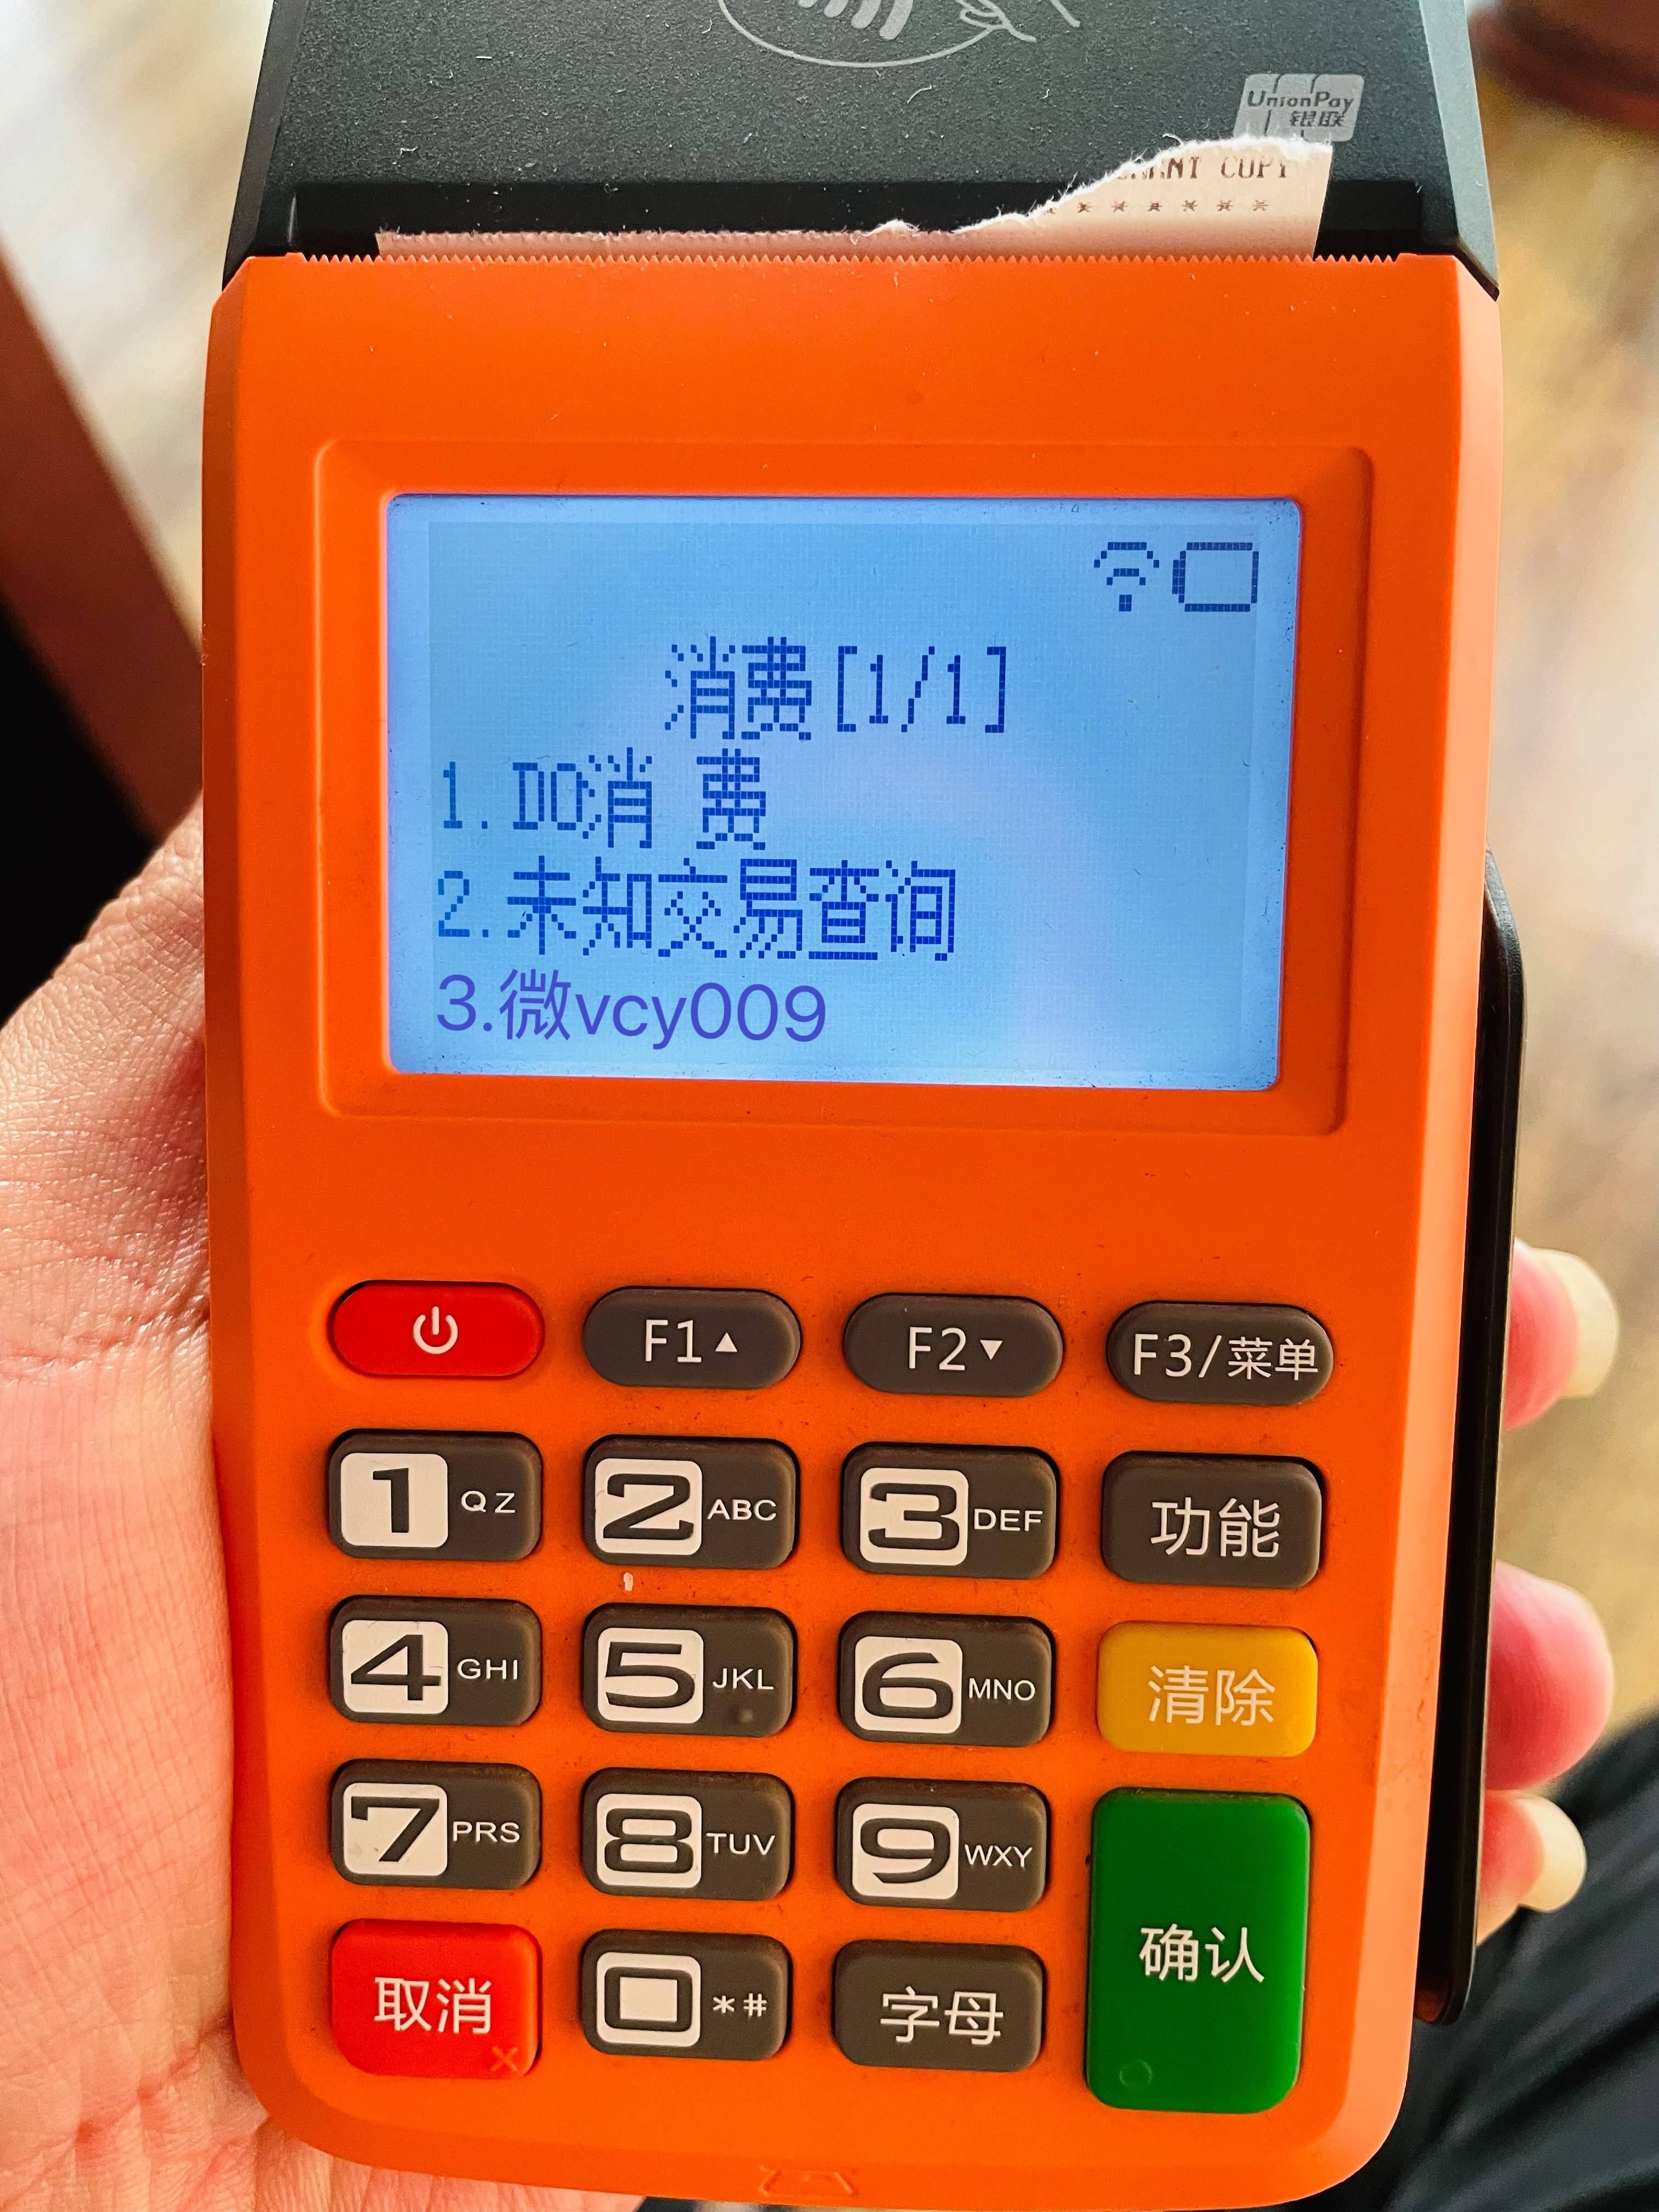 UnionPay
银联
COPY
* * * * * *
消费[1/1]
1.DO消 费
2.未知交易查询
3.微vcy009
F1▲ F2▼ F3/菜单
1 QZ 2 ABC 3 DEF 功能
4 GHI 5 JKL 6 MNO 清除
7 PRS 8 TUV 9 WXY
取消 0 *# 字母 确认